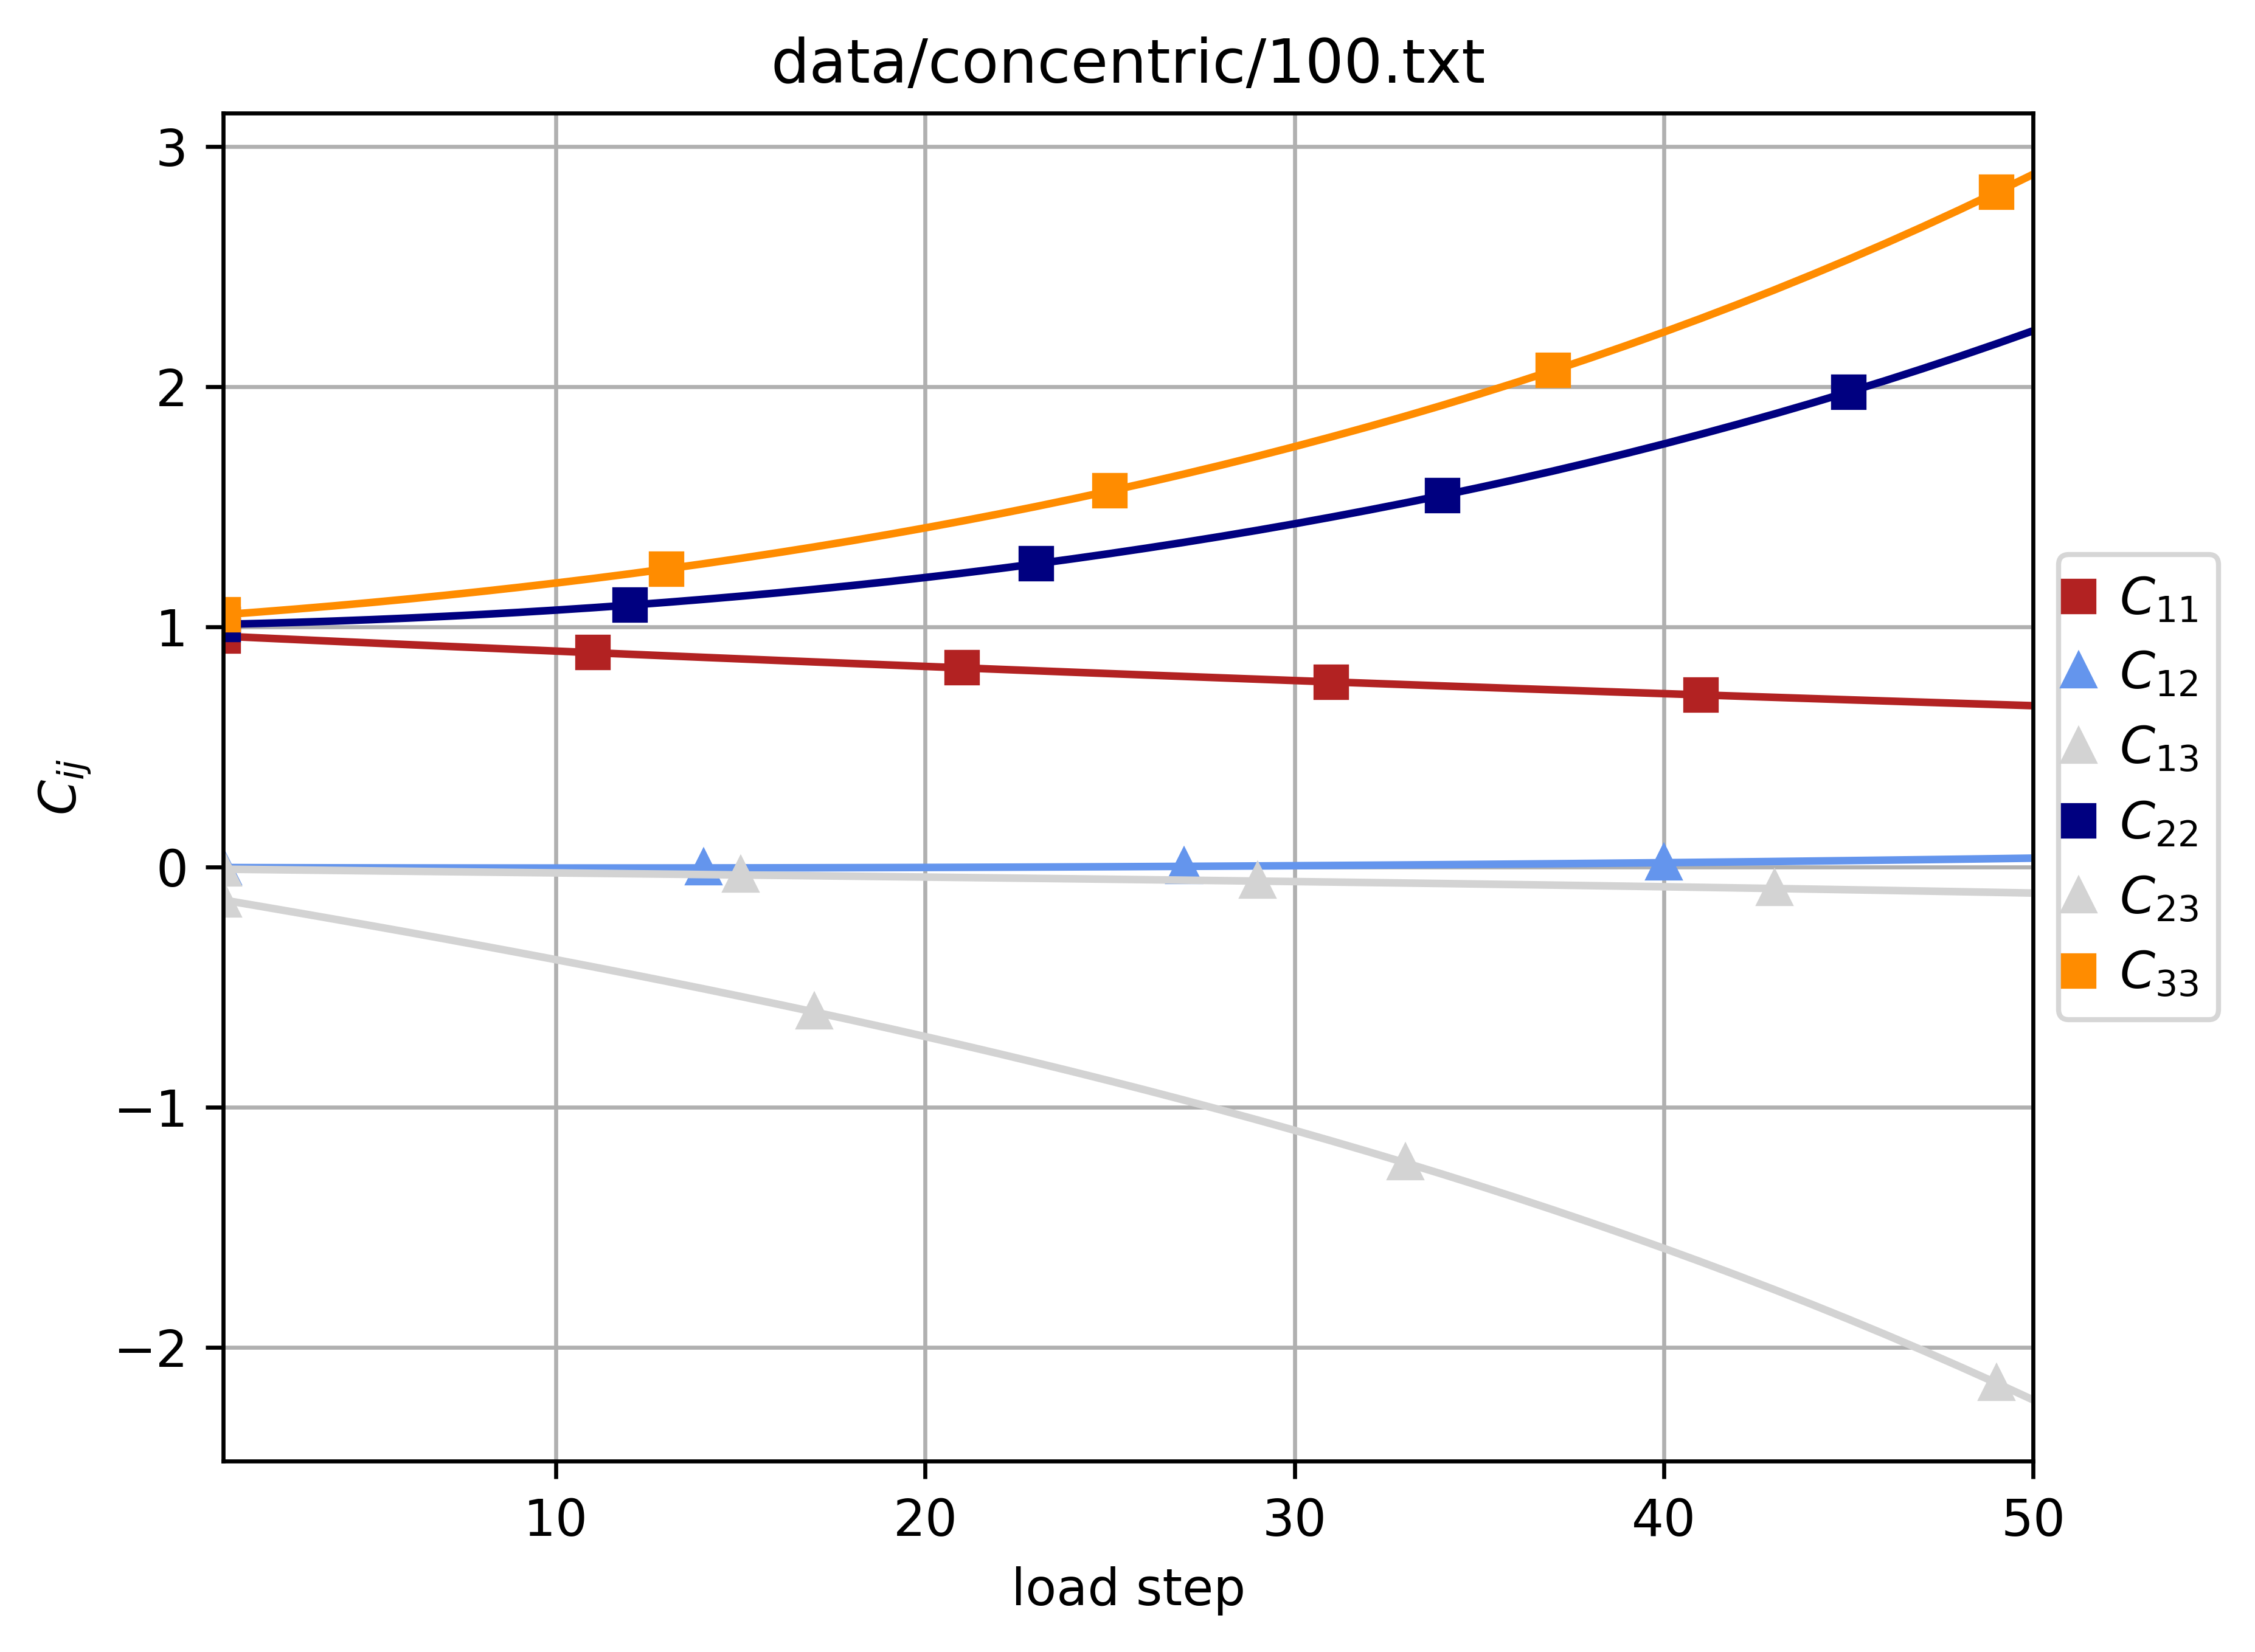 data/concentric/100.txt
3
2
1
0
−1
−2
C_ij
10 20 30 40 50
load step
C_11
C_12
C_13
C_22
C_23
C_33